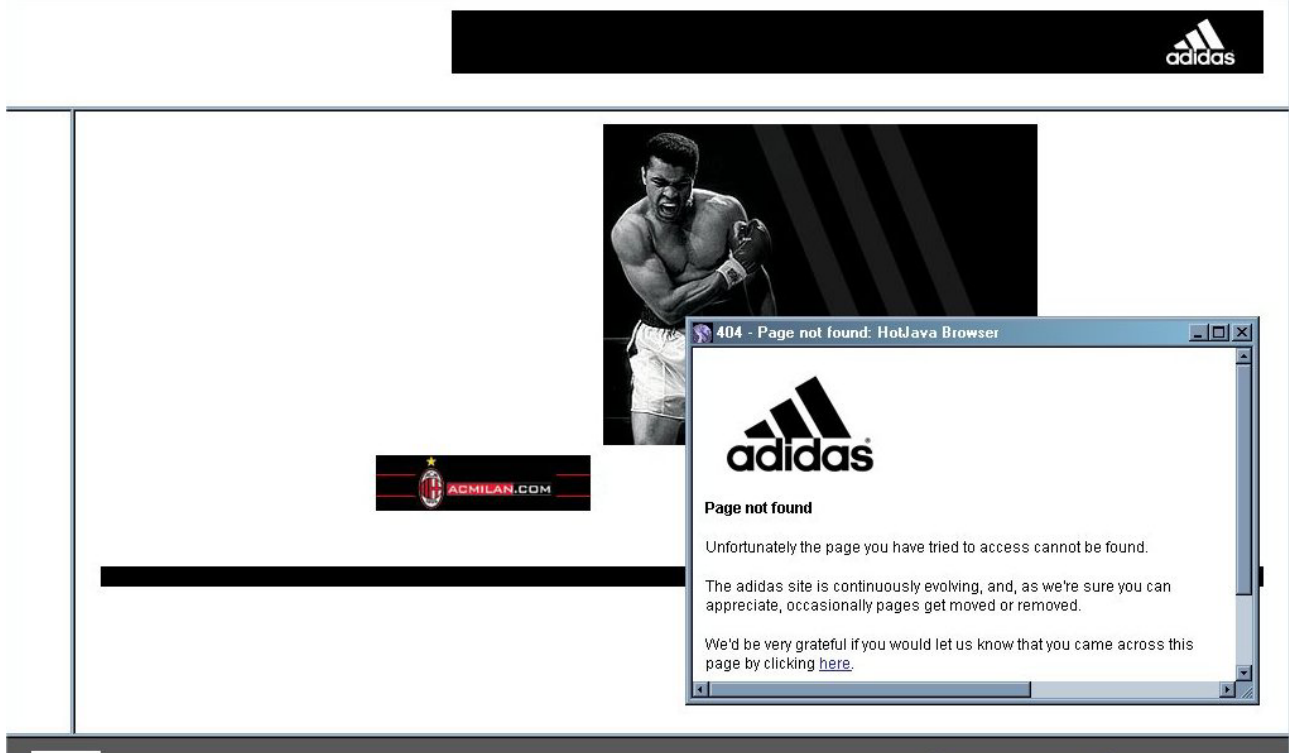 adidas
404 - Page not found: HotJava Browser
adidas
ACMILAN.COM
Page not found
Unfortunately the page you have tried to access cannot be found.
The adidas site is continuously evolving, and, as we're sure you can
appreciate, occasionally pages get moved or removed.
We'd be very grateful if you would let us know that you came across this
page by clicking here.